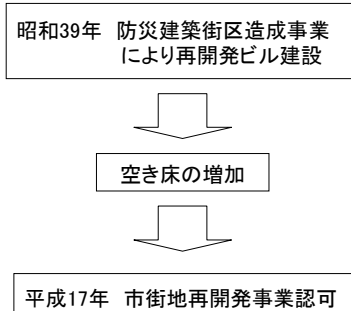 昭和39年 防災建築街区造成事業
により再開発ビル建設
空き床の増加
平成17年 市街地再開発事業認可